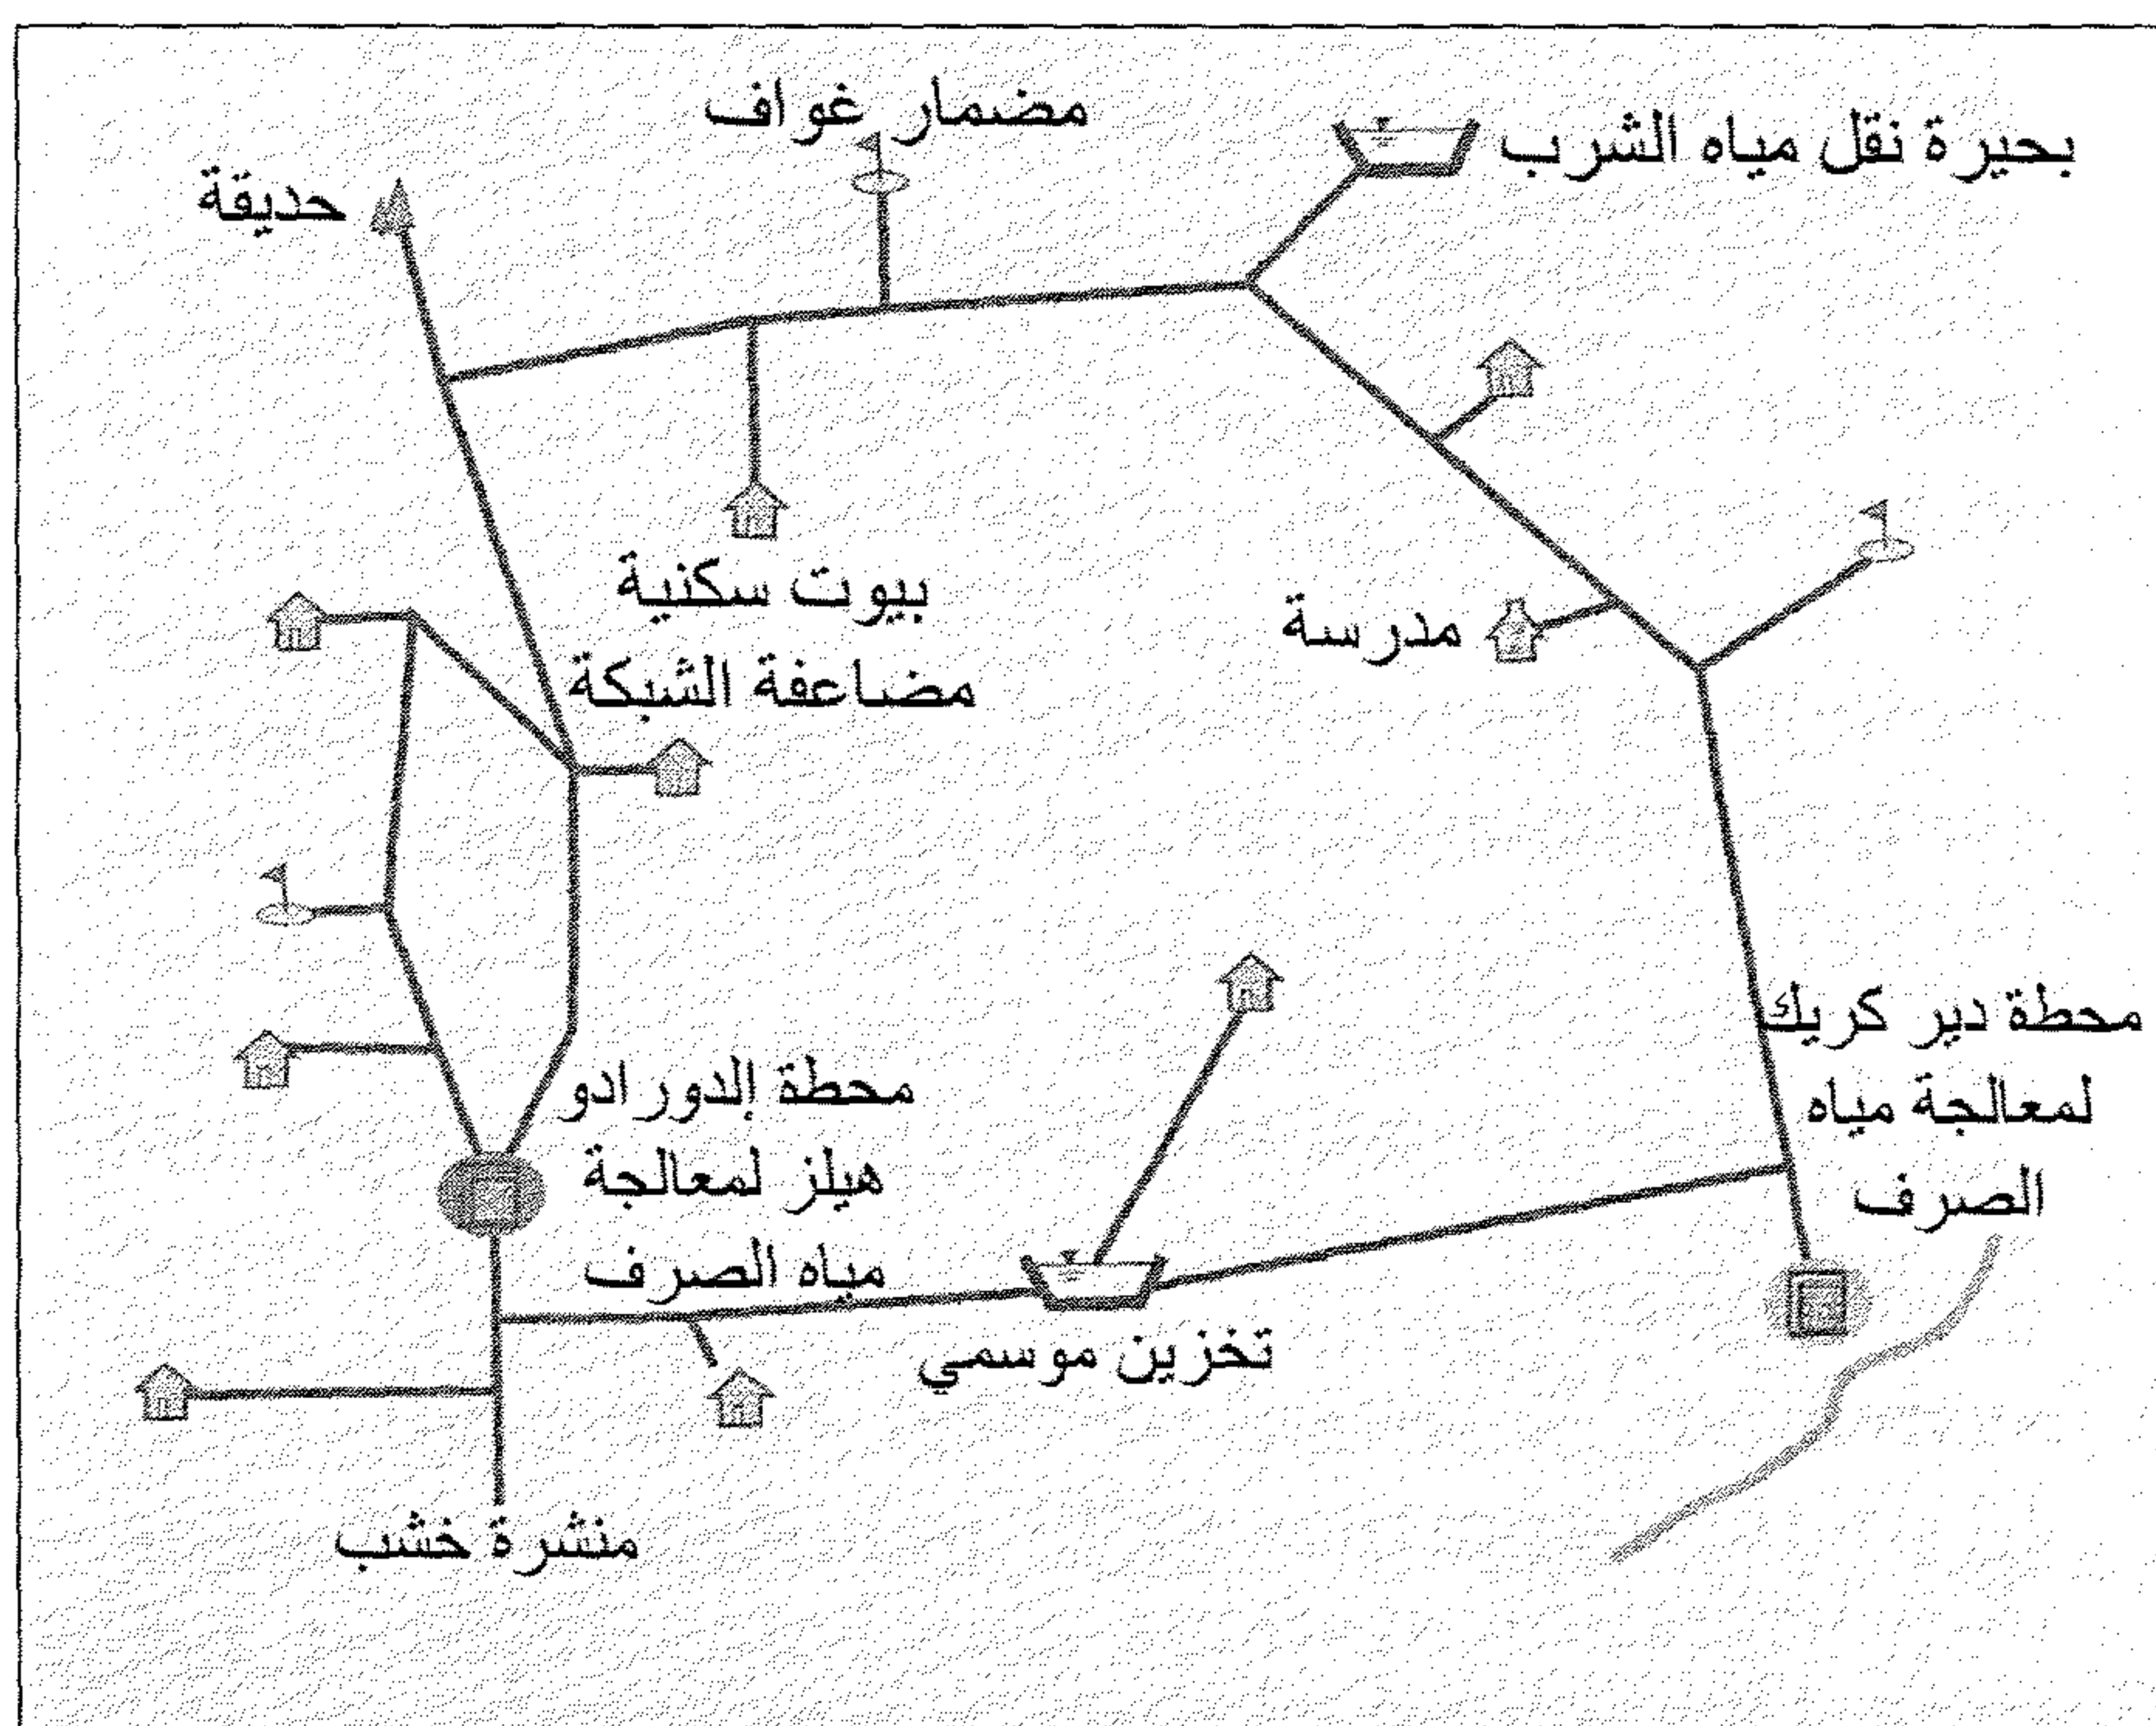 مضمار غواف
بحيرة نقل مياه الشرب
حديقة
بيوت سكنية
مضاعفة الشبكة
مدرسة
محطة دير كريك
لمعالجة مياه
الصرف
محطة إلدورادو
هيلز لمعالجة
مياه الصرف
تخزين موسمي
منشرة خشب